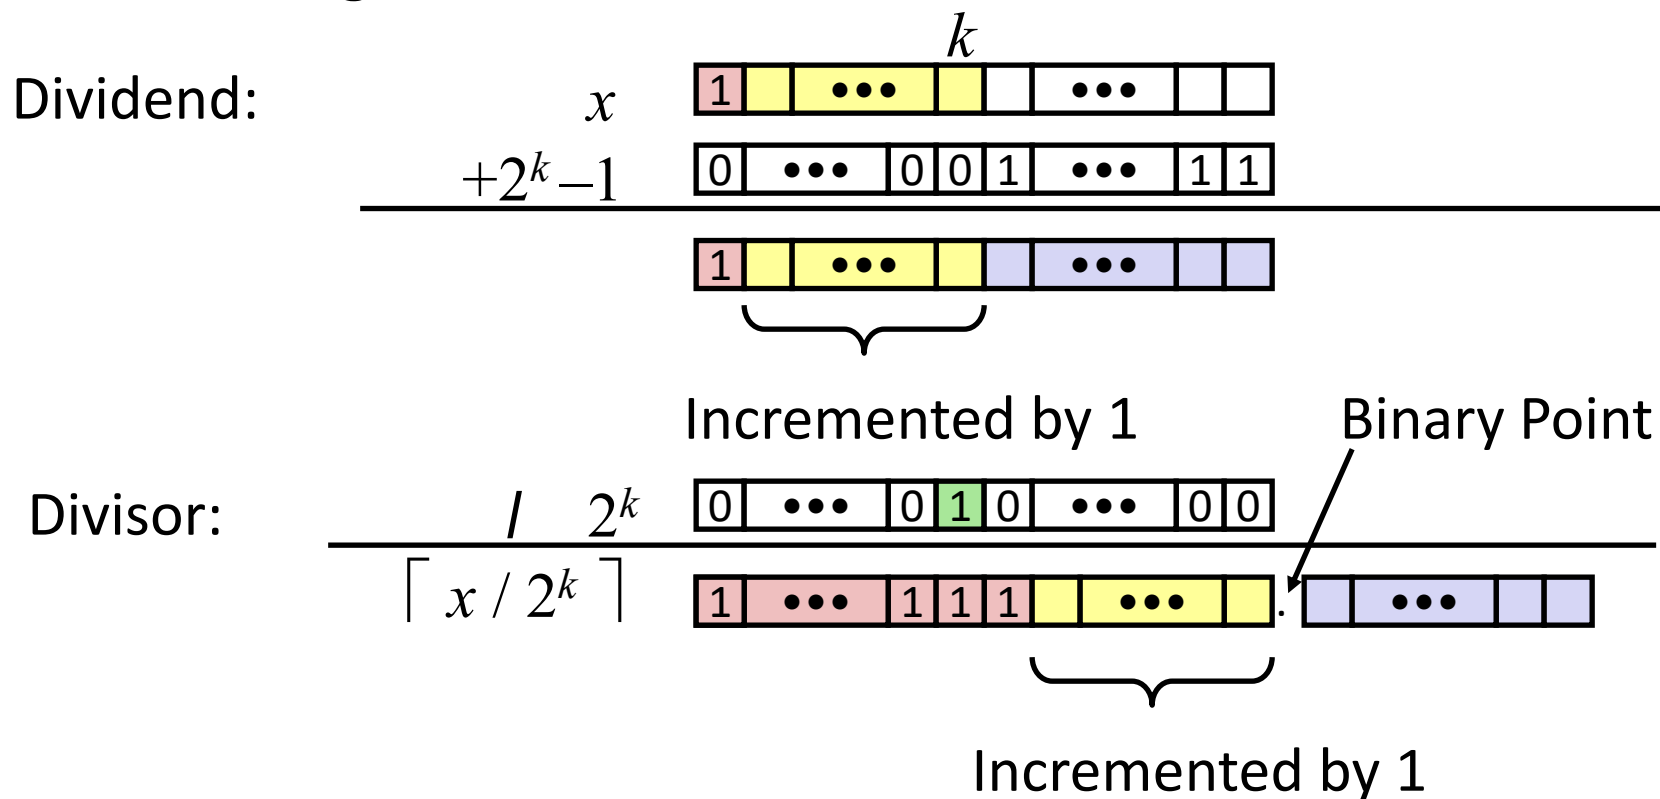 k
Dividend: x 1 ••• •••
+2^k –1 0 ••• 0 0 1 ••• 1 1
1 ••• •••
Incremented by 1 Binary Point
Divisor: / 2^k 0 ••• 0 1 0 ••• 0 0
⌈ x / 2^k ⌉ 1 ••• 1 1 1 ••• . •••
Incremented by 1